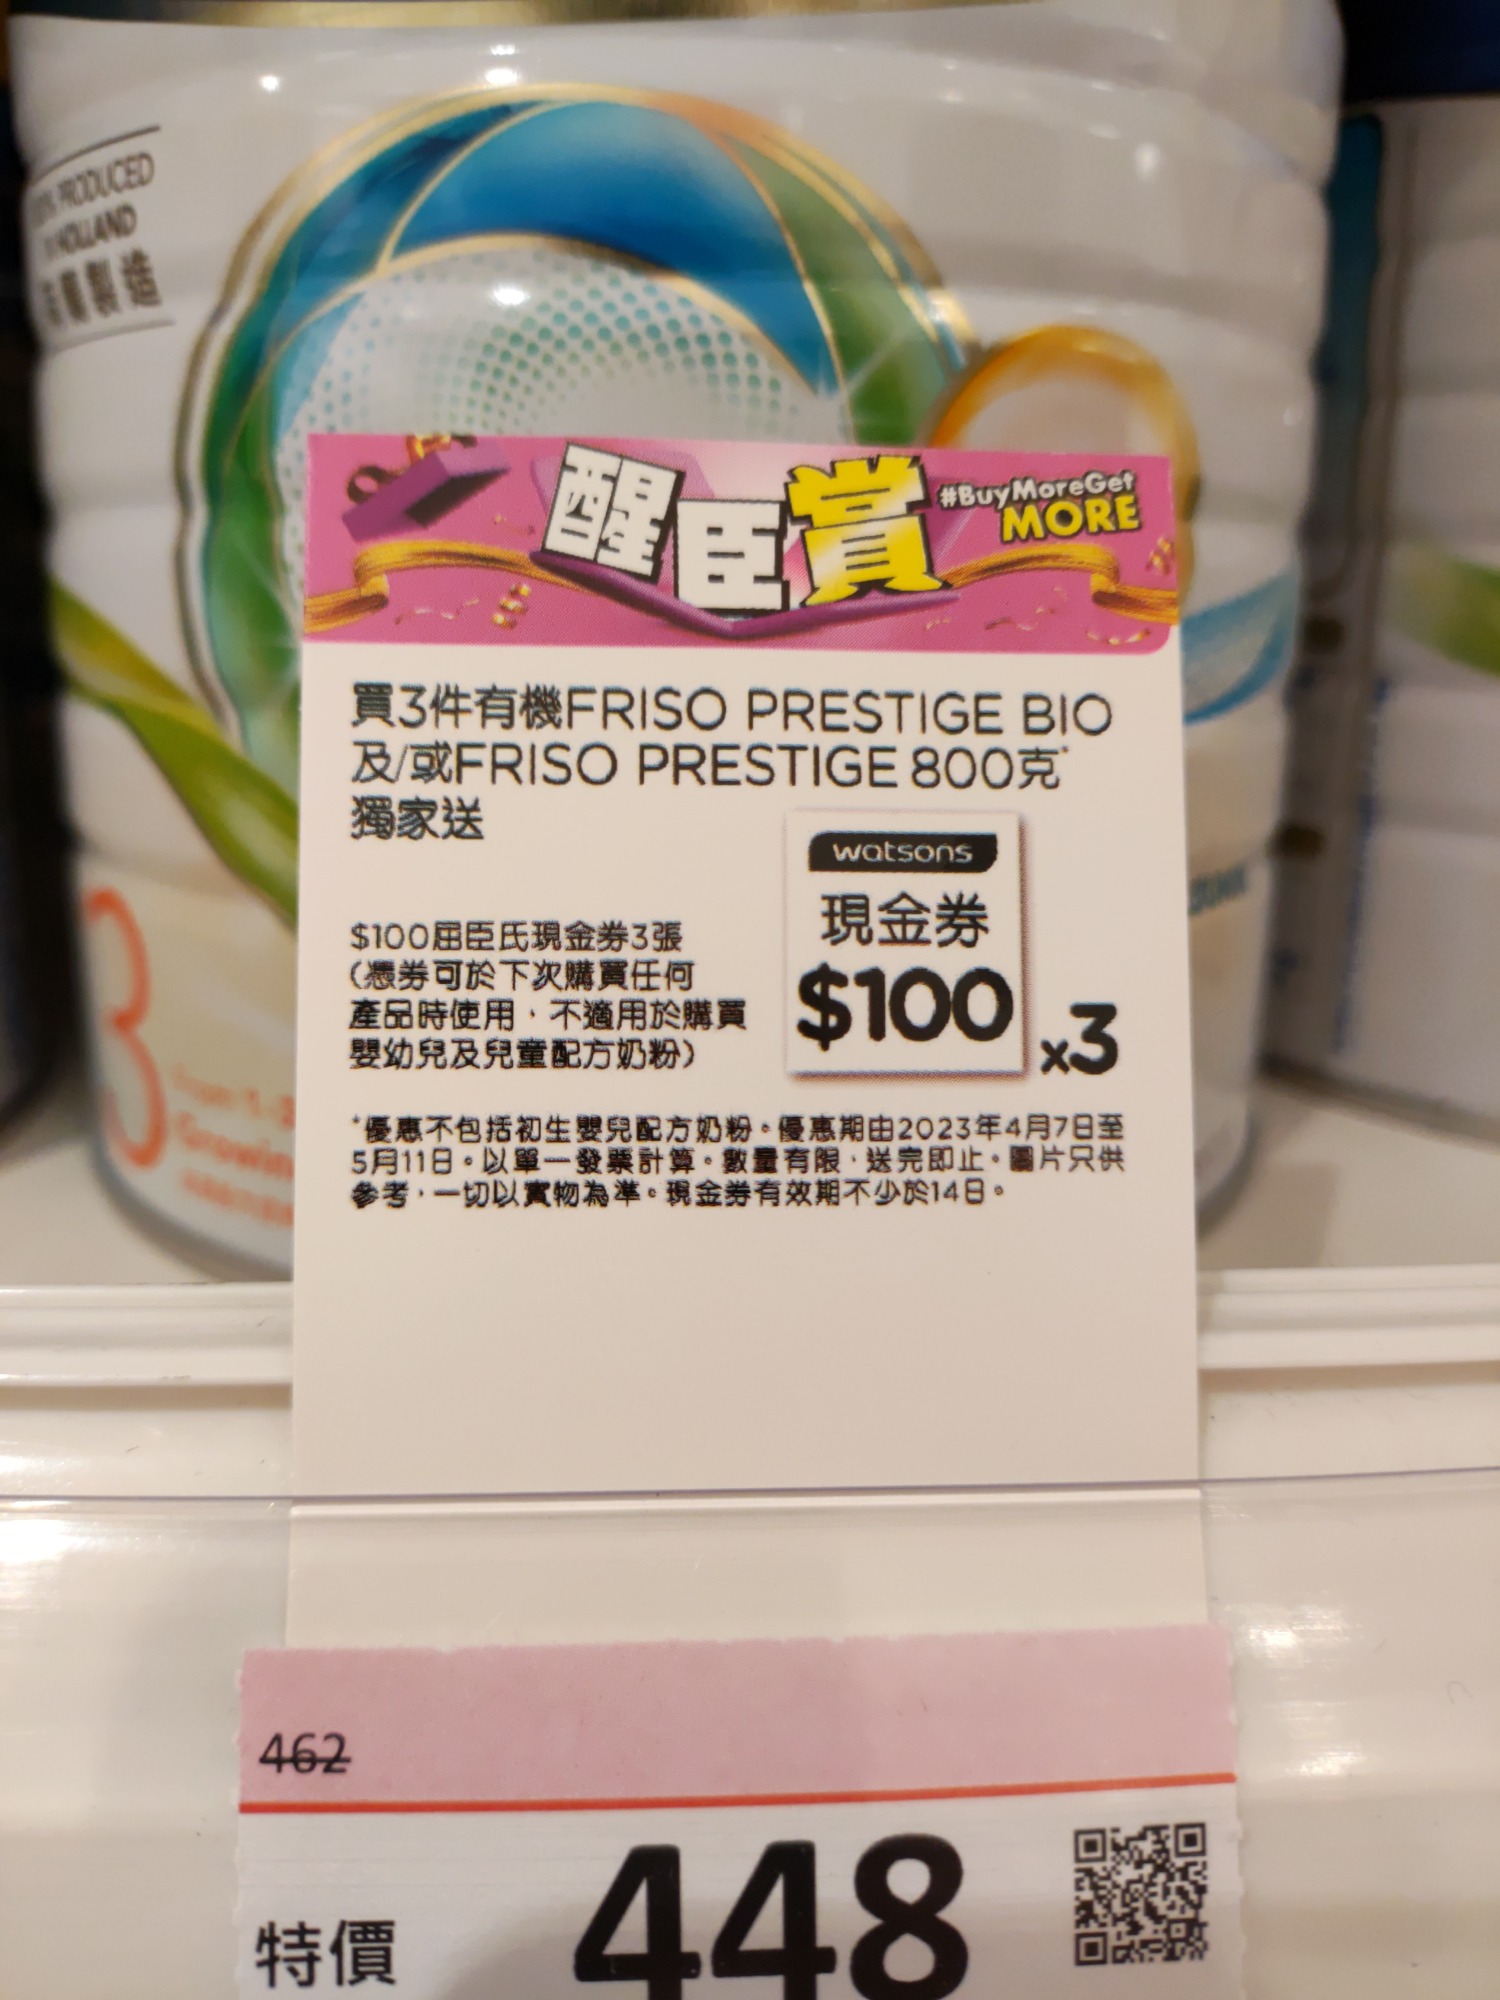 PRODUCED
HOLLAND
製造
醒臣賞
#BuyMoreGet
MORE
買3件有機FRISO PRESTIGE BIO
及/或FRISO PRESTIGE 800克*
獨家送
watsons
現金券
$100
x3
$100屈臣氏現金券3張
(憑券可於下次購買任何
產品時使用，不適用於購買
嬰幼兒及兒童配方奶粉)
*優惠不包括初生嬰兒配方奶粉。優惠期由2023年4月7日至
5月11日。以單一發票計算。數量有限，送完即止。圖片只供
參考，一切以實物為準。現金券有效期不少於14日。
3
462
特價
448